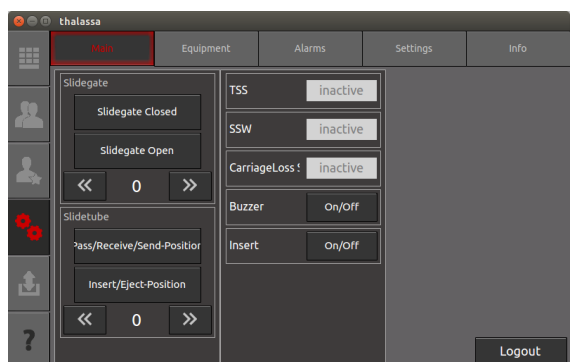 thalassa
Main
Equipment
Alarms
Settings
Info
Slidegate
Slidegate Closed
Slidegate Open
0
Slidetube
Pass/Receive/Send-Position
Insert/Eject-Position
0
TSS
inactive
SSW
inactive
CarriageLoss S
inactive
Buzzer
On/Off
Insert
On/Off
?
Logout